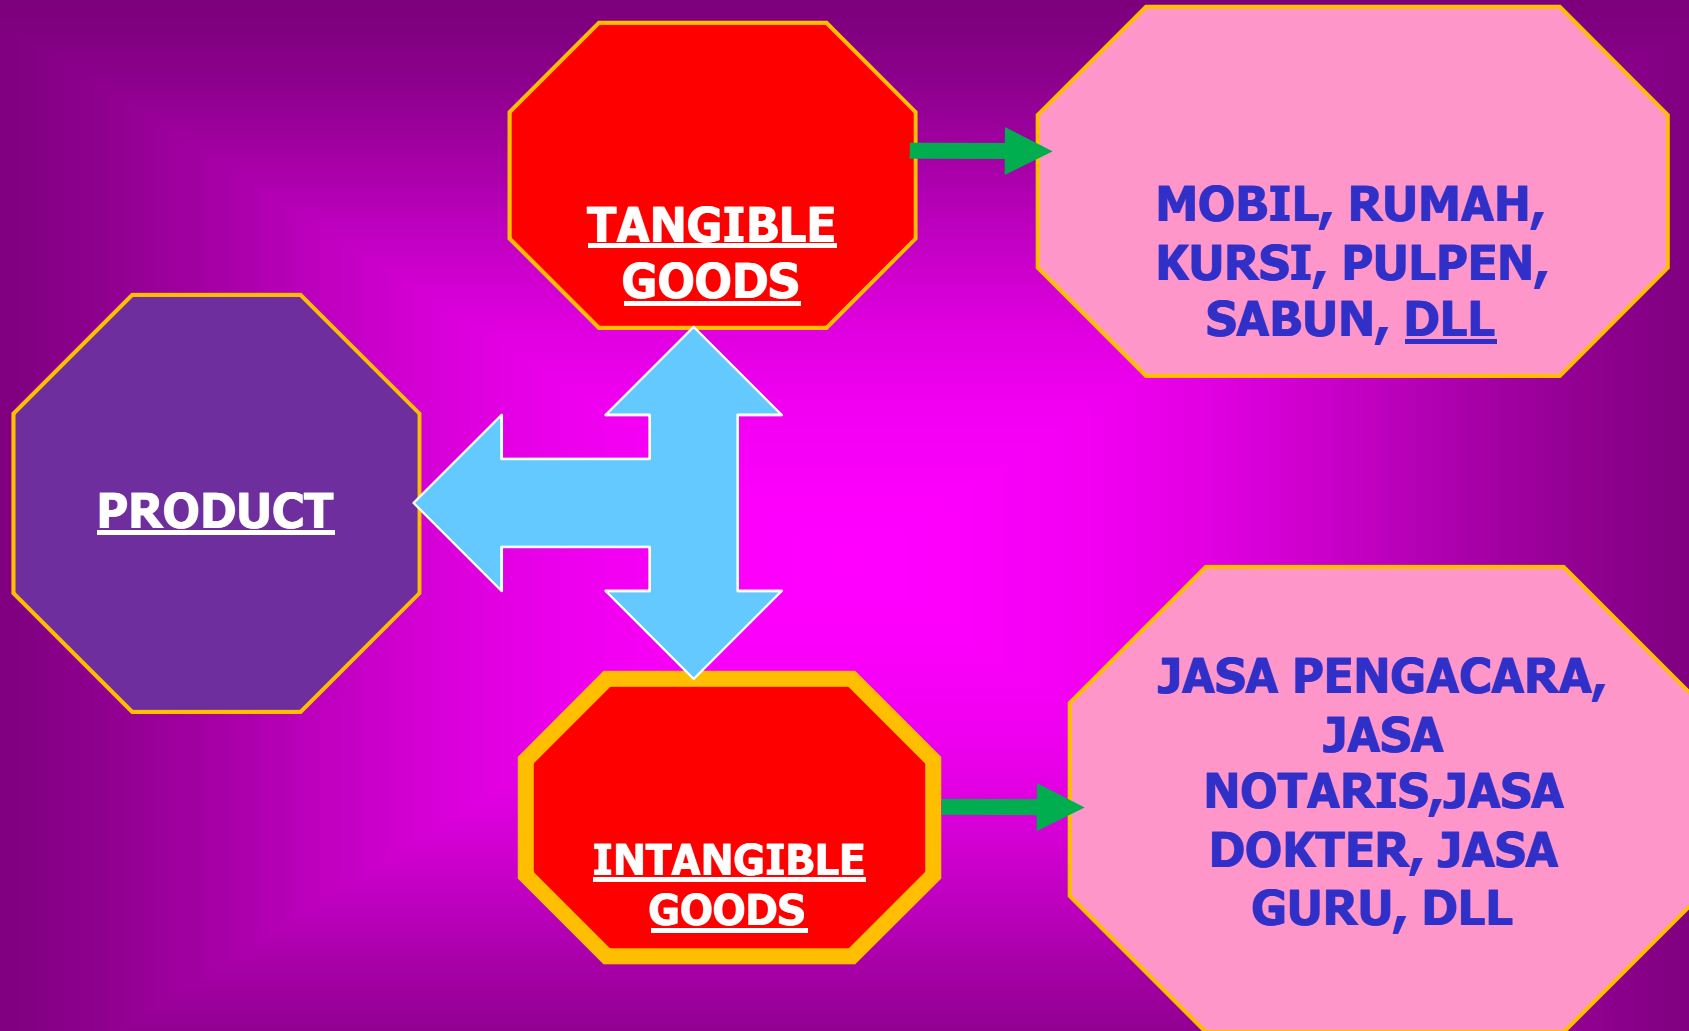 TANGIBLE
GOODS
MOBIL, RUMAH,
KURSI, PULPEN,
SABUN, DLL
PRODUCT
INTANGIBLE
GOODS
JASA PENGACARA,
JASA
NOTARIS,JASA
DOKTER, JASA
GURU, DLL